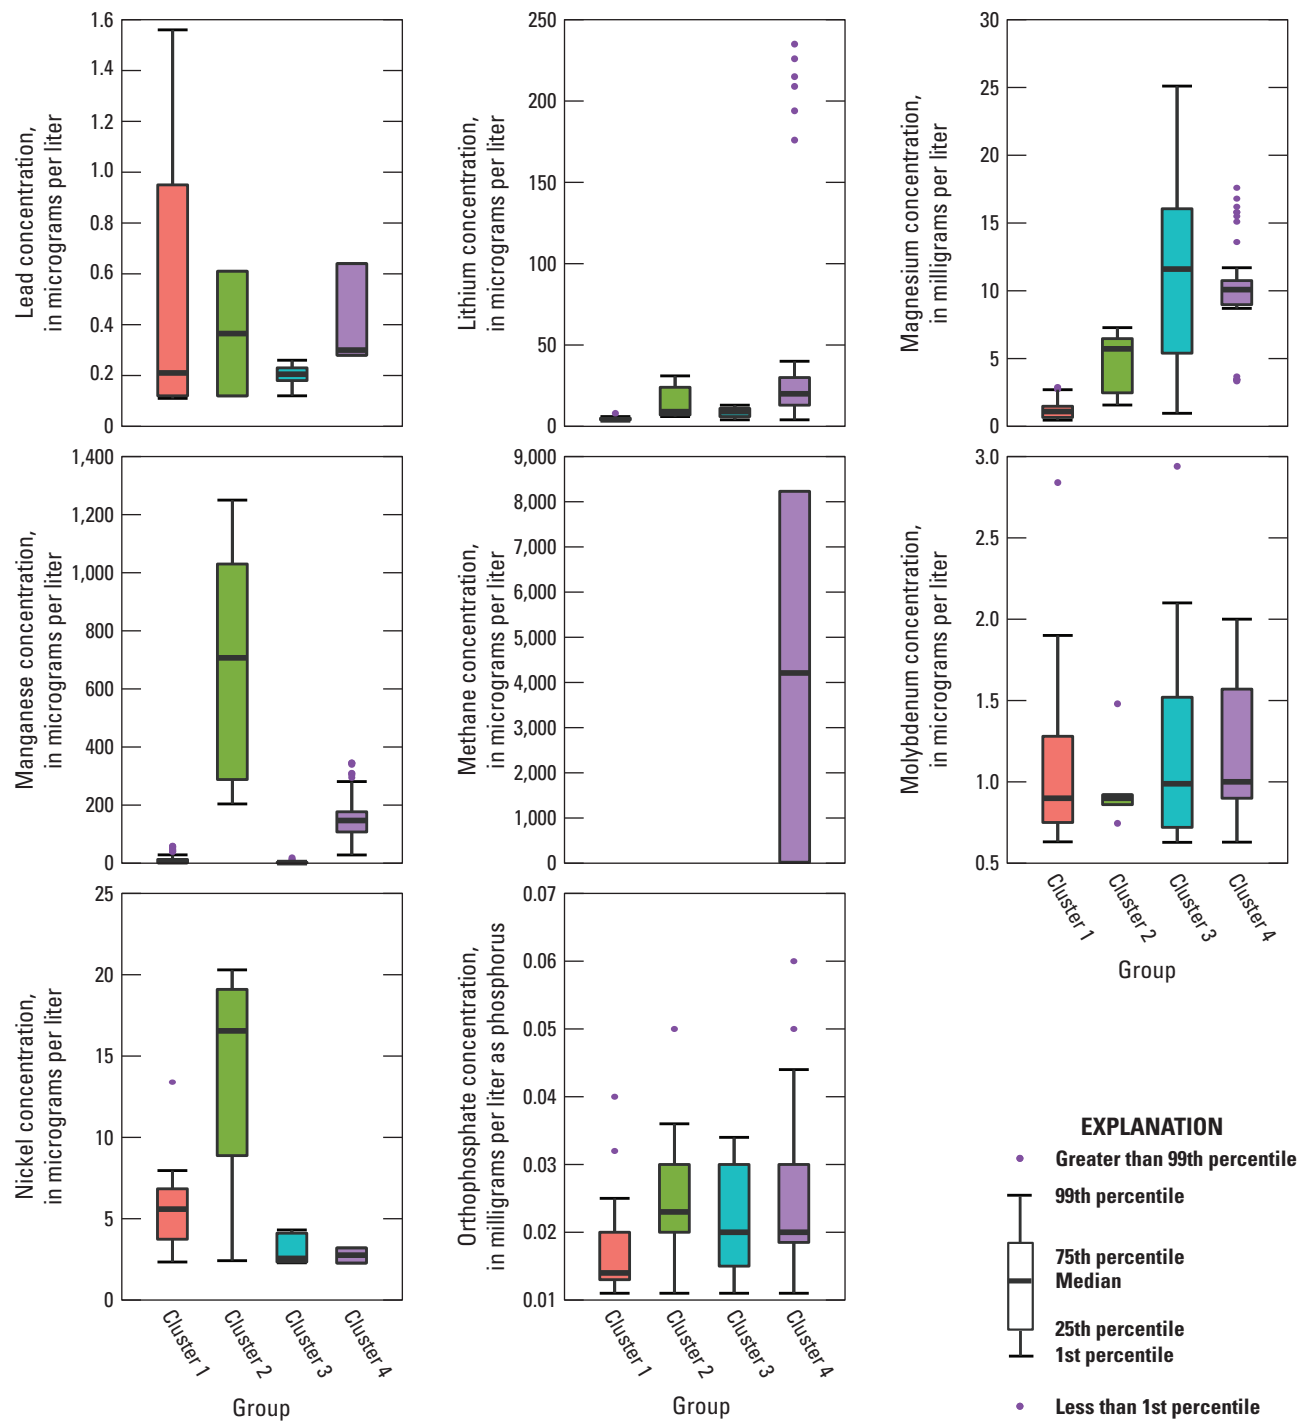 Lead concentration,
in micrograms per liter
1.6
1.4
1.2
1.0
0.8
0.6
0.4
0.2
0
Lithium concentration,
in micrograms per liter
250
200
150
100
50
0
Magnesium concentration,
in milligrams per liter
30
25
20
15
10
5
0
Manganese concentration,
in micrograms per liter
1,400
1,200
1,000
800
600
400
200
0
Methane concentration,
in micrograms per liter
9,000
8,000
7,000
6,000
5,000
4,000
3,000
2,000
1,000
0
Molybdenum concentration,
in micrograms per liter
3.0
2.5
2.0
1.5
1.0
0.5
Cluster 1
Cluster 2
Cluster 3
Cluster 4
Group
Nickel concentration,
in micrograms per liter
25
20
15
10
5
0
Cluster 1
Cluster 2
Cluster 3
Cluster 4
Group
Orthophosphate concentration,
in milligrams per liter as phosphorus
0.07
0.06
0.05
0.04
0.03
0.02
0.01
Cluster 1
Cluster 2
Cluster 3
Cluster 4
Group
EXPLANATION
Greater than 99th percentile
99th percentile
75th percentile
Median
25th percentile
1st percentile
Less than 1st percentile